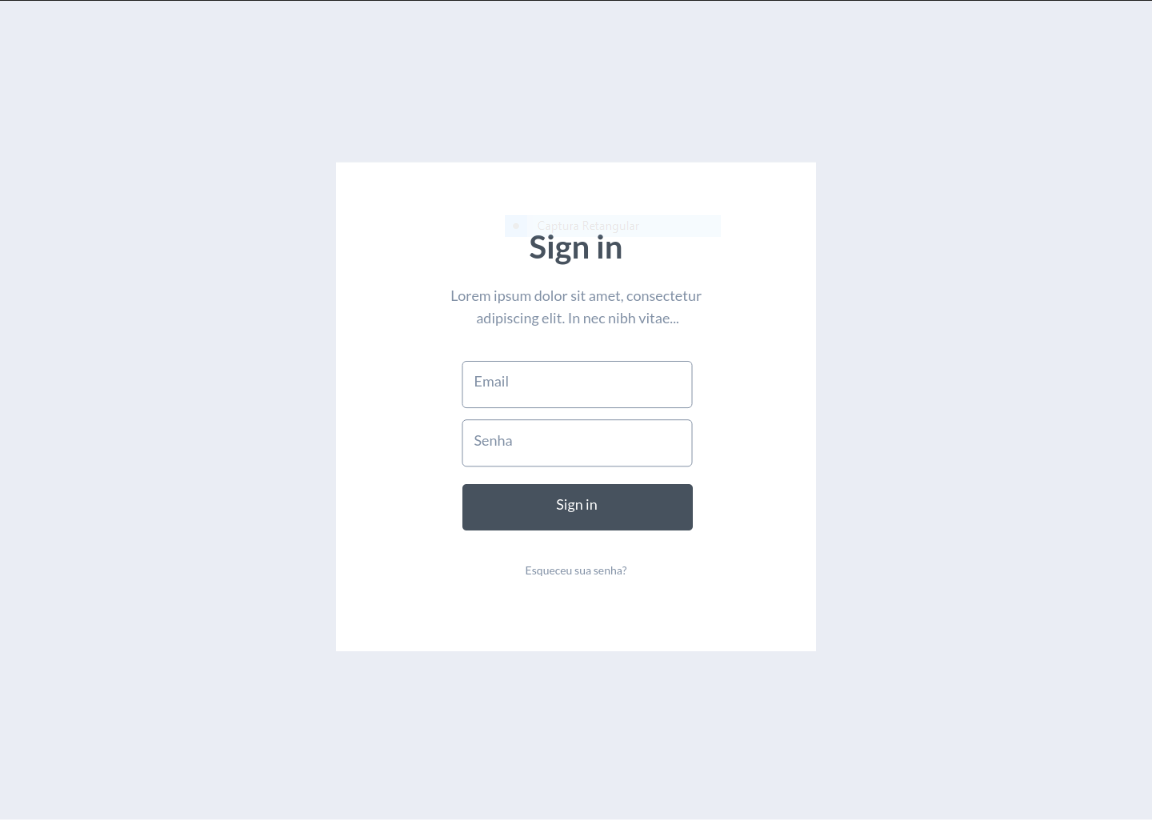 Captura Retangular
Sign in
Lorem ipsum dolor sit amet, consectetur
adipiscing elit. In nec nibh vitae...
Email
Senha
Sign in
Esqueceu sua senha?